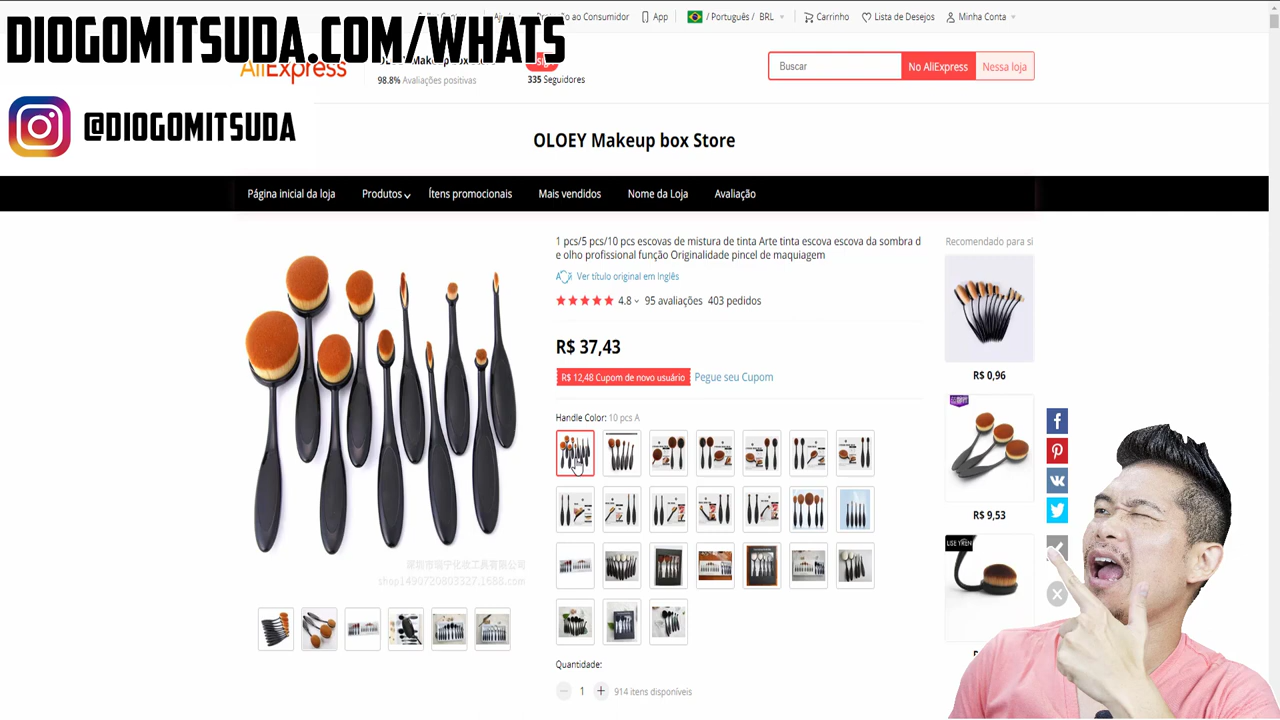 DIOGOMITSUDA.COM/WHATS
ao Consumidor
App
/ Português / BRL
Carrinho
Lista de Desejos
Minha Conta
AliExpress
98.8% Avaliações positivas
335 Seguidores
Buscar
No AliExpress
Nessa loja
@DIOGOMITSUDA
OLOEY Makeup box Store
Página inicial da loja
Produtos
Ítens promocionais
Mais vendidos
Nome da Loja
Avaliação
1 pcs/5 pcs/10 pcs escovas de mistura de tinta Arte tinta escova escova da sombra d
e olho profissional função Originalidade pincel de maquiagem
Ver título original em Inglês
4.8
95 avaliações
403 pedidos
R$ 37,43
R$ 12,48 Cupom de novo usuário
Pegue seu Cupom
Handle Color: 10 pcs A
shop1490720803327.1688.com
Quantidade:
1
914 itens disponíveis
Recomendado para si
R$ 0,96
R$ 9,53